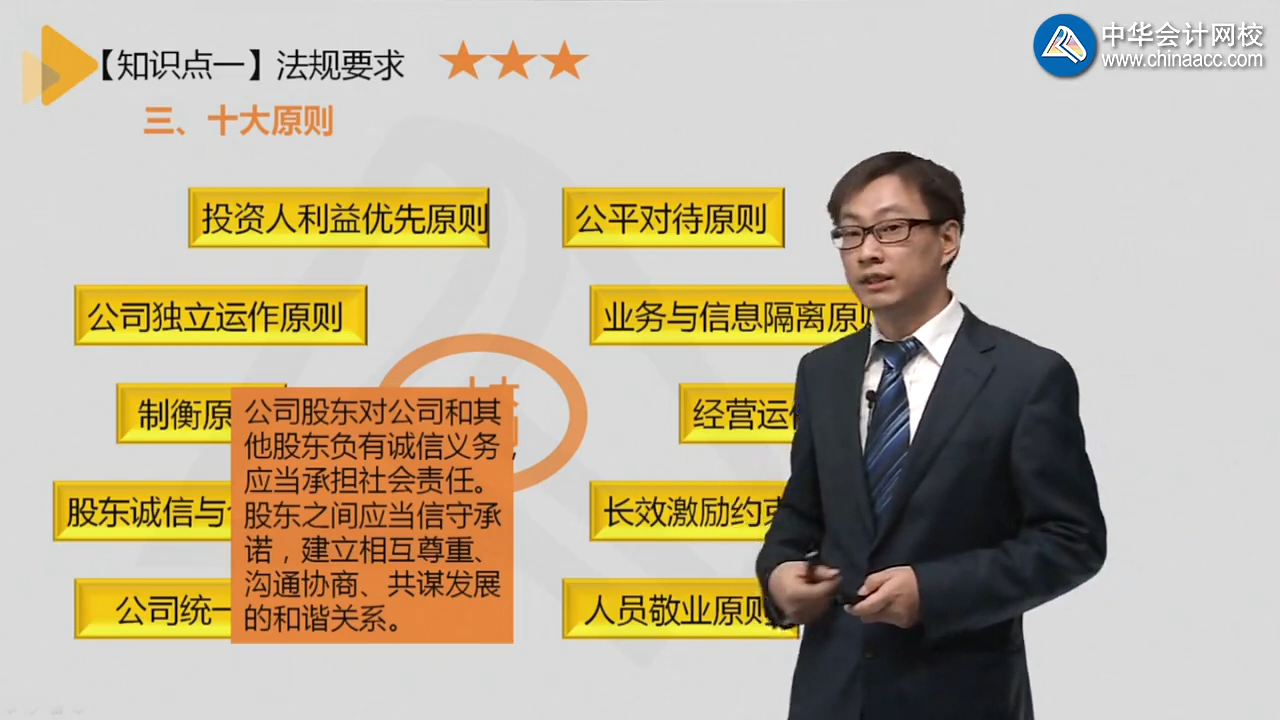 【知识点一】法规要求
中华会计网校
www.chinaacc.com
三、十大原则
投资人利益优先原则
公平对待原则
公司独立运作原则
业务与信息隔离原
制衡原
经营运
股东诚信与
长效激励约
公司统一
人员敬业原则
公司股东对公司和其
他股东负有诚信义务
应当承担社会责任。
股东之间应当信守承
诺，建立相互尊重、
沟通协商、共谋发展
的和谐关系。